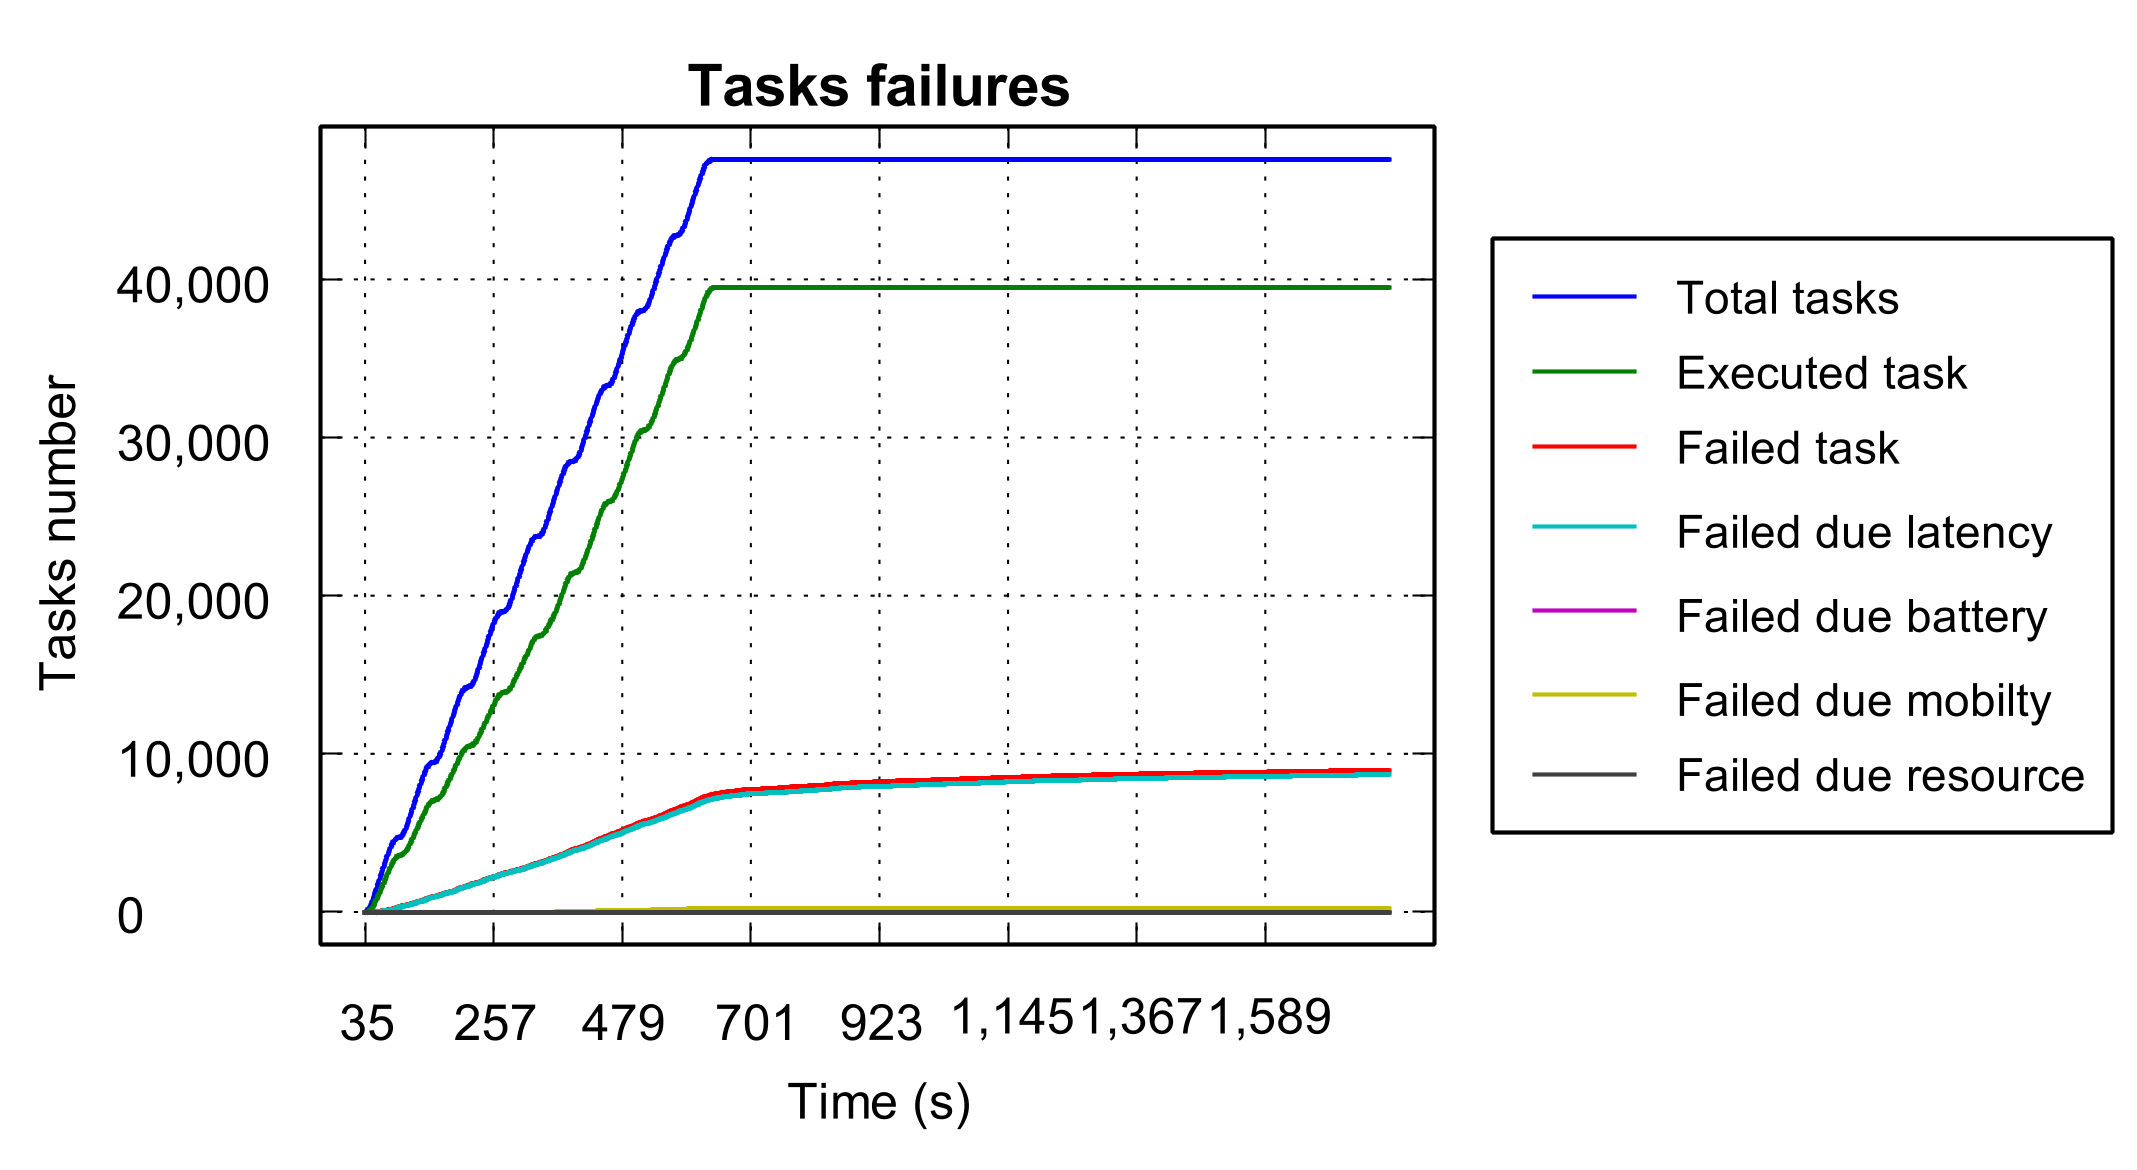 Tasks failures
40,000
30,000
20,000
10,000
0
Tasks number
35 257 479 701 923 1,145 1,367 1,589
Time (s)
Total tasks
Executed task
Failed task
Failed due latency
Failed due battery
Failed due mobilty
Failed due resource